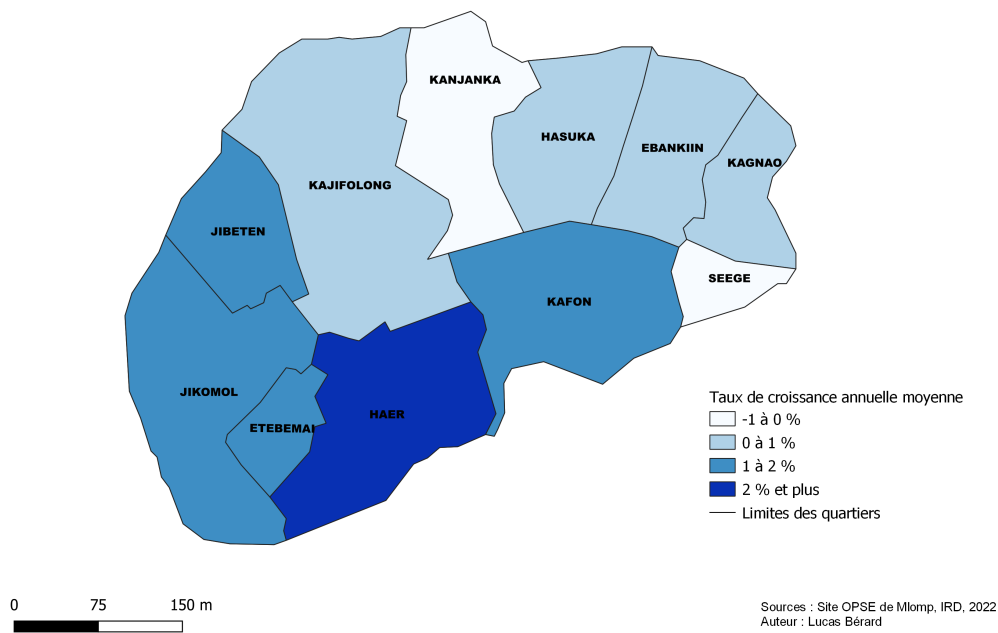 KANJANKA
HASUKA
EBANKIIN
KAGNAO
KAJIFOLONG
JIBETEN
SEEGE
KAFON
JIKOMOL
HAER
ETEBEMAI
Taux de croissance annuelle moyenne
-1 à 0 %
0 à 1 %
1 à 2 %
2 % et plus
Limites des quartiers
0 75 150 m
Sources : Site OPSE de Mlomp, IRD, 2022
Auteur : Lucas Bérard